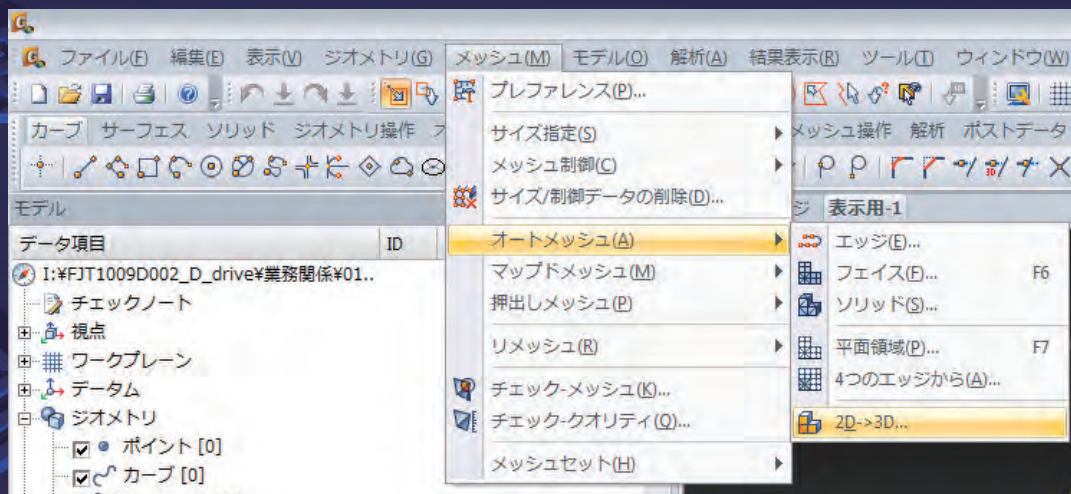 ファイル(F) 編集(E) 表示(V) ジオメトリ(G) メッシュ(M) モデル(O) 解析(A) 結果表示(R) ツール(T) ウィンドウ(W)
カーブ サーフェス ソリッド ジオメトリ操作 メッシュ操作 解析 ポストデータ
モデル
表示用-1
データ項目 ID
I:¥FJT1009D002_D_drive¥業務関係¥01..
チェックノート
視点
ワークプレーン
データム
ジオメトリ
ポイント [0]
カーブ [0]
プレファレンス(P)...
サイズ指定(S)
メッシュ制御(C)
サイズ/制御データの削除(D)...
オートメッシュ(A)
マップドメッシュ(M)
押出しメッシュ(P)
リメッシュ(R)
チェック-メッシュ(K)...
チェック-クオリティ(Q)...
メッシュセット(H)
エッジ(E)...
フェイス(F)... F6
ソリッド(S)...
平面領域(P)... F7
4つのエッジから(A)...
2D->3D...